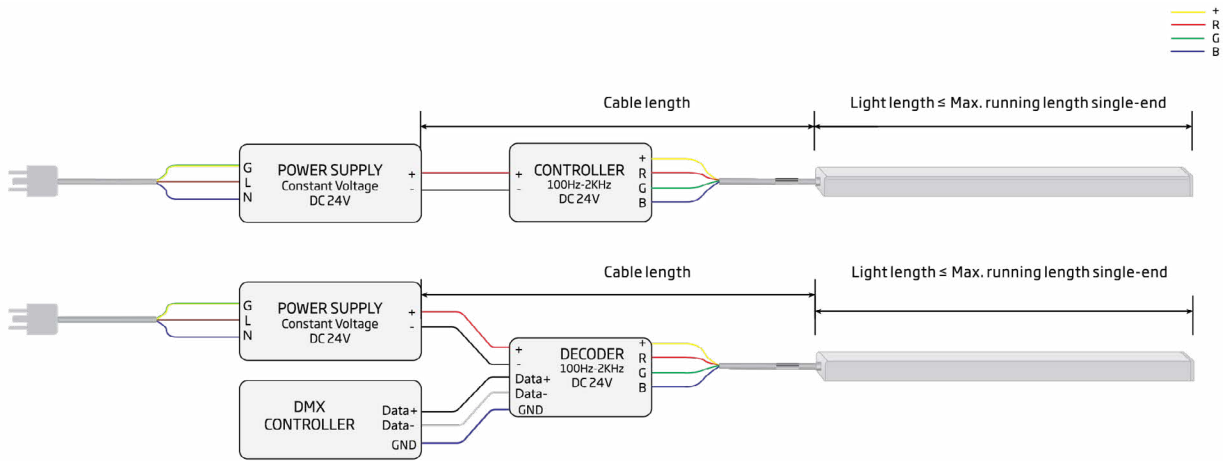 +
R
G
B
Cable length
Light length ≤ Max. running length single-end
G
L
N
POWER SUPPLY
Constant Voltage
DC 24V
+
-
+
-
CONTROLLER
100Hz-2KHz
DC 24V
+
R
G
B
Cable length
Light length ≤ Max. running length single-end
G
L
N
POWER SUPPLY
Constant Voltage
DC 24V
+
-
+
-
Data+
Data-
GND
DECODER
100Hz-2KHz
DC 24V
+
R
G
B
DMX
CONTROLLER
Data+
Data-
GND